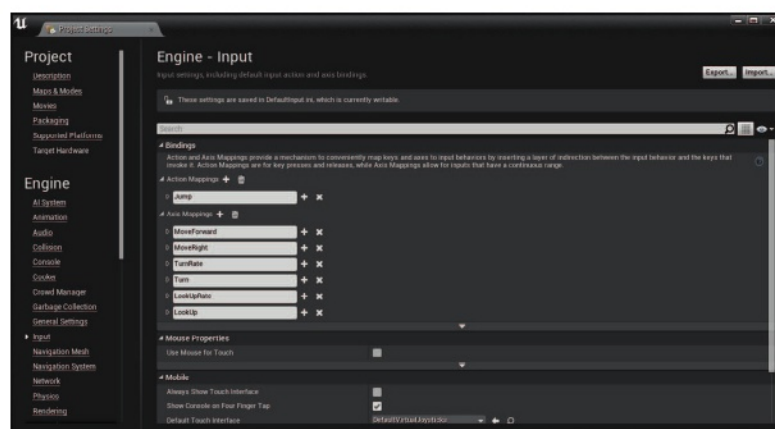 Project Settings
Project
Description
Maps & Modes
Movies
Packaging
Supported Platforms
Target Hardware
Engine
AI System
Animation
Audio
Collision
Console
Cooker
Crowd Manager
Garbage Collection
General Settings
Input
Navigation Mesh
Navigation System
Network
Physics
Rendering
Engine - Input
Input settings, including default input action and axis bindings.
Export...
Import...
These settings are saved in DefaultInput.ini, which is currently writable.
Search
Bindings
Action and Axis Mappings provide a mechanism to conveniently map keys and axes to input behaviors by inserting a layer of indirection between the input behavior and the keys that
invoke it. Action Mappings are for key presses and releases, while Axis Mappings allow for inputs that have a continuous range.
Action Mappings
Jump
Axis Mappings
MoveForward
MoveRight
TurnRate
Turn
LookUpRate
LookUp
Mouse Properties
Use Mouse for Touch
Mobile
Always Show Touch Interface
Show Console on Four Finger Tap
Default Touch Interface
DefaultVirtualJoysticks